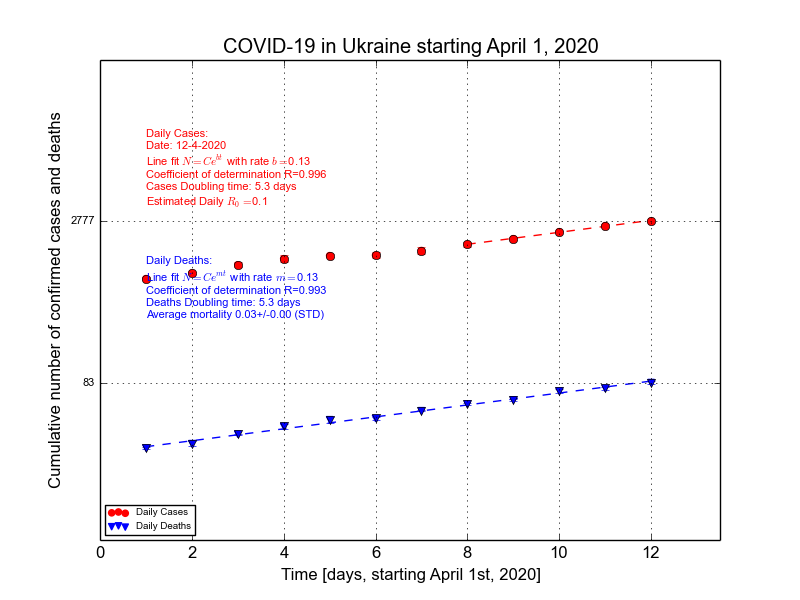 COVID-19 in Ukraine starting April 1, 2020
Daily Cases:
Date: 12-4-2020
Line fit N=Ce^{bt} with rate b=0.13
Coefficient of determination R=0.996
Cases Doubling time: 5.3 days
Estimated Daily R_0=0.1
2777
Daily Deaths:
Line fit N=Ce^{mt} with rate m=0.13
Coefficient of determination R=0.993
Deaths Doubling time: 5.3 days
Average mortality 0.03+/-0.00 (STD)
83
Cumulative number of confirmed cases and deaths
Daily Cases
Daily Deaths
0 2 4 6 8 10 12
Time [days, starting April 1st, 2020]